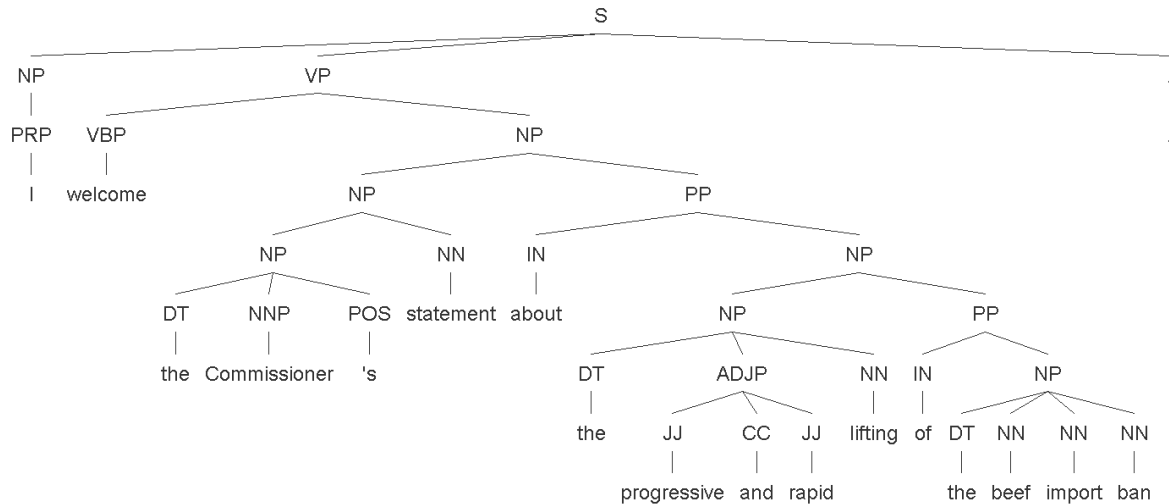 S
NP VP
PRP VBP NP
I welcome NP PP
NP NN IN NP
DT NNP POS statement about NP PP
the Commissioner 's DT ADJP NN IN NP
the JJ CC JJ lifting of DT NN NN NN
progressive and rapid the beef import ban